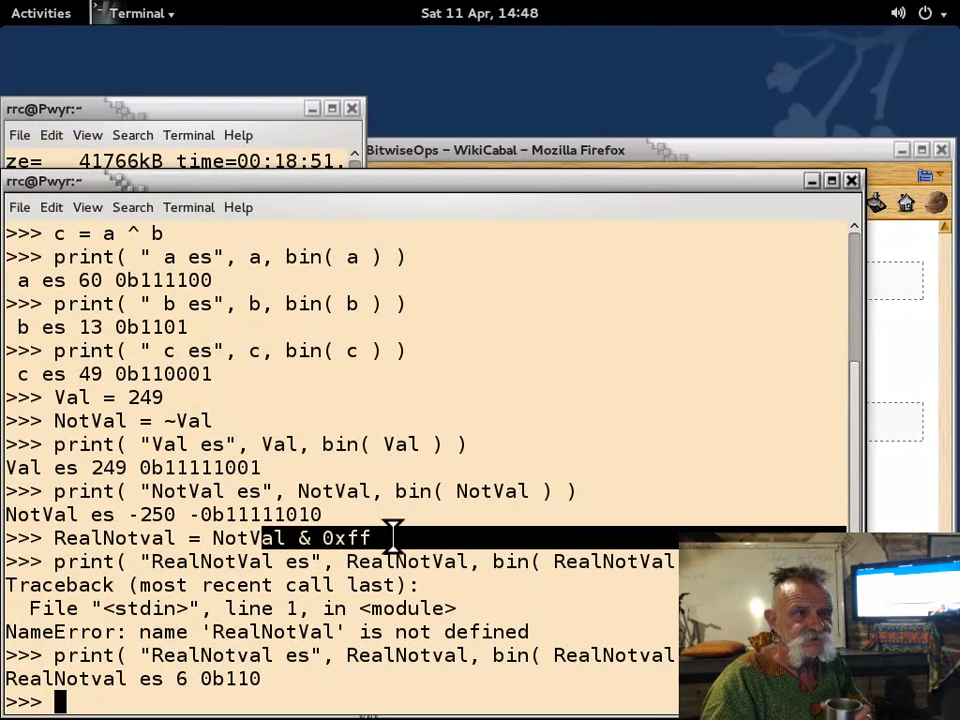 Activities
Terminal
Sat 11 Apr, 14:48
rrc@Pwyr:~
File Edit View Search Terminal Help
ze= 41766kB time=00:18:51.
BitwiseOps – WikiCabal – Mozilla Firefox
rrc@Pwyr:~
File Edit View Search Terminal Help
>>> c = a ^ b
>>> print( " a es", a, bin( a ) )
 a es 60 0b111100
>>> print( " b es", b, bin( b ) )
 b es 13 0b1101
>>> print( " c es", c, bin( c ) )
 c es 49 0b110001
>>> Val = 249
>>> NotVal = ~Val
>>> print( "Val es", Val, bin( Val ) )
Val es 249 0b11111001
>>> print( "NotVal es", NotVal, bin( NotVal ) )
NotVal es -250 -0b11111010
>>> RealNotval = NotVal & 0xff
>>> print( "RealNotVal es", RealNotVal, bin( RealNotVal
Traceback (most recent call last):
  File "<stdin>", line 1, in <module>
NameError: name 'RealNotVal' is not defined
>>> print( "RealNotval es", RealNotval, bin( RealNotval
RealNotval es 6 0b110
>>>